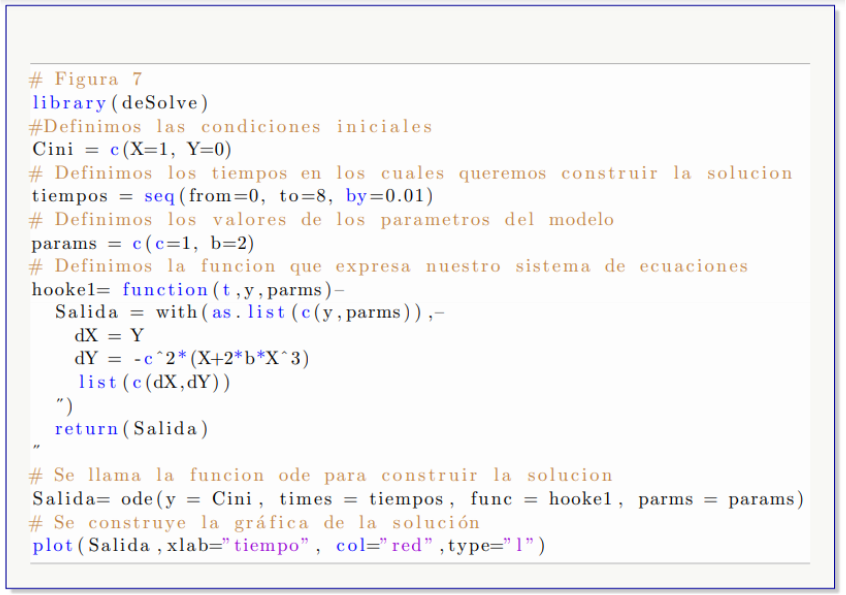 # Figura 7
library(deSolve)
#Definimos las condiciones iniciales
Cini = c(X=1, Y=0)
# Definimos los tiempos en los cuales queremos construir la solucion
tiempos = seq(from=0, to=8, by=0.01)
# Definimos los valores de los parametros del modelo
params = c(c=1, b=2)
# Definimos la funcion que expresa nuestro sistema de ecuaciones
hooke1= function(t,y,parms)–
Salida = with(as.list(c(y,parms)),–
dX = Y
dY = -c^2*(X+2*b*X^3)
list(c(dX,dY))
")
return(Salida)
"
# Se llama la funcion ode para construir la solucion
Salida= ode(y = Cini, times = tiempos, func = hooke1, parms = params)
# Se construye la gráfica de la solución
plot(Salida,xlab="tiempo", col="red",type="l")